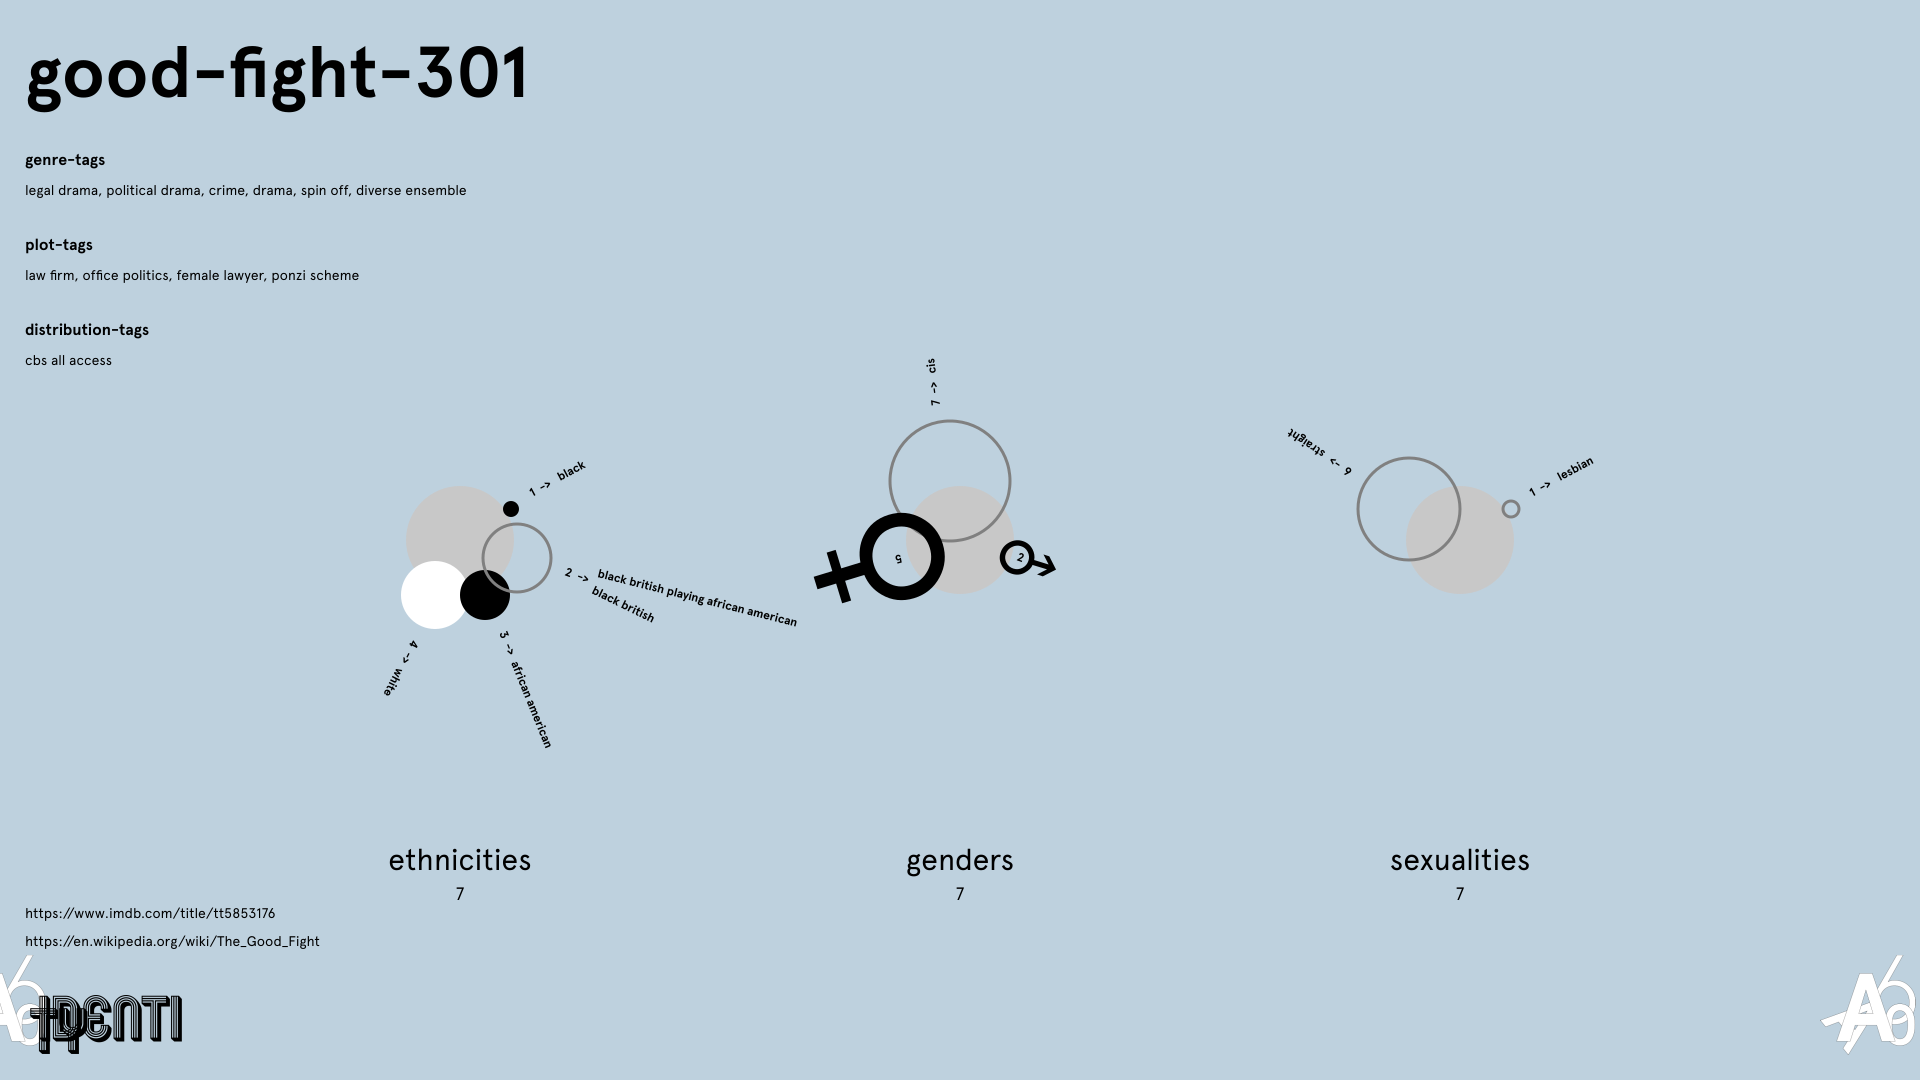 good-fight-301
genre-tags
legal drama, political drama, crime, drama, spin off, diverse ensemble
plot-tags
law firm, office politics, female lawyer, ponzi scheme
distribution-tags
cbs all access
1 -> black
2 -> black british playing african american
black british
3 -> african american
4 -> white
7 -> cis
5
2
6 -> straight
1 -> lesbian
ethnicities
7
genders
7
sexualities
7
https://www.imdb.com/title/tt5853176
https://en.wikipedia.org/wiki/The_Good_Fight
IDENTI